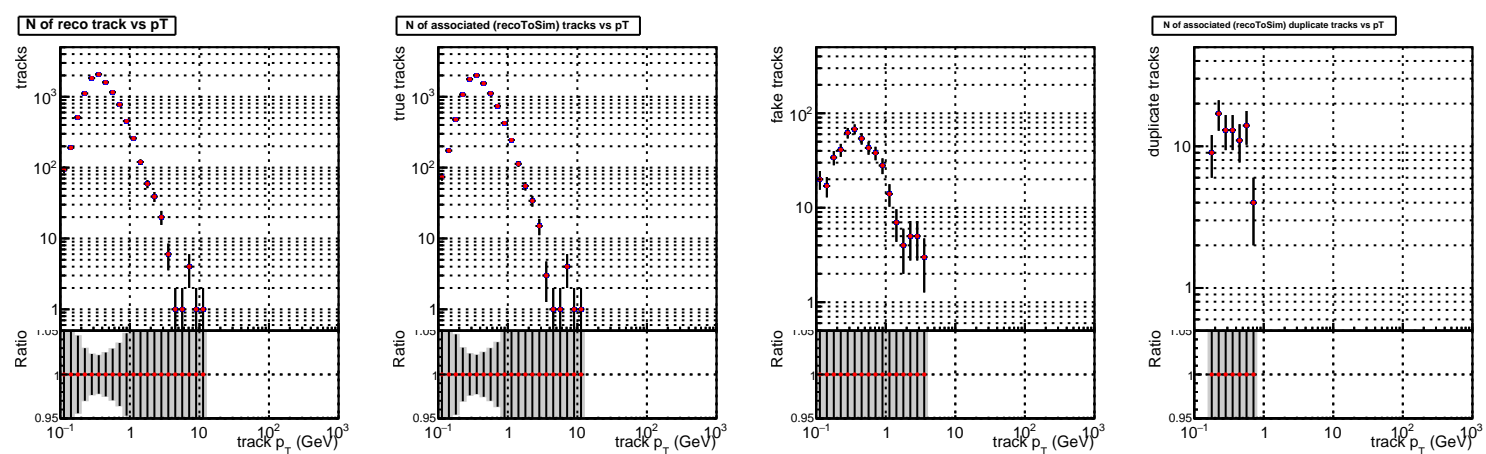 N of reco track vs pT
tracks
10³
10²
10
1
Ratio
1.05
1
0.95
10⁻¹ 1 10 10² 10³
track p_T (GeV)
N of associated (recoToSim) tracks vs pT
true tracks
10³
10²
10
1
Ratio
1.05
1
0.95
10⁻¹ 1 10 10² 10³
track p_T (GeV)
fake tracks
10²
10
1
Ratio
1.05
1
0.95
10⁻¹ 1 10 10² 10³
track p_T (GeV)
N of associated (recoToSim) duplicate tracks vs pT
duplicate tracks
10
1
Ratio
1.05
1
0.95
10⁻¹ 1 10 10² 10³
track p_T (GeV)